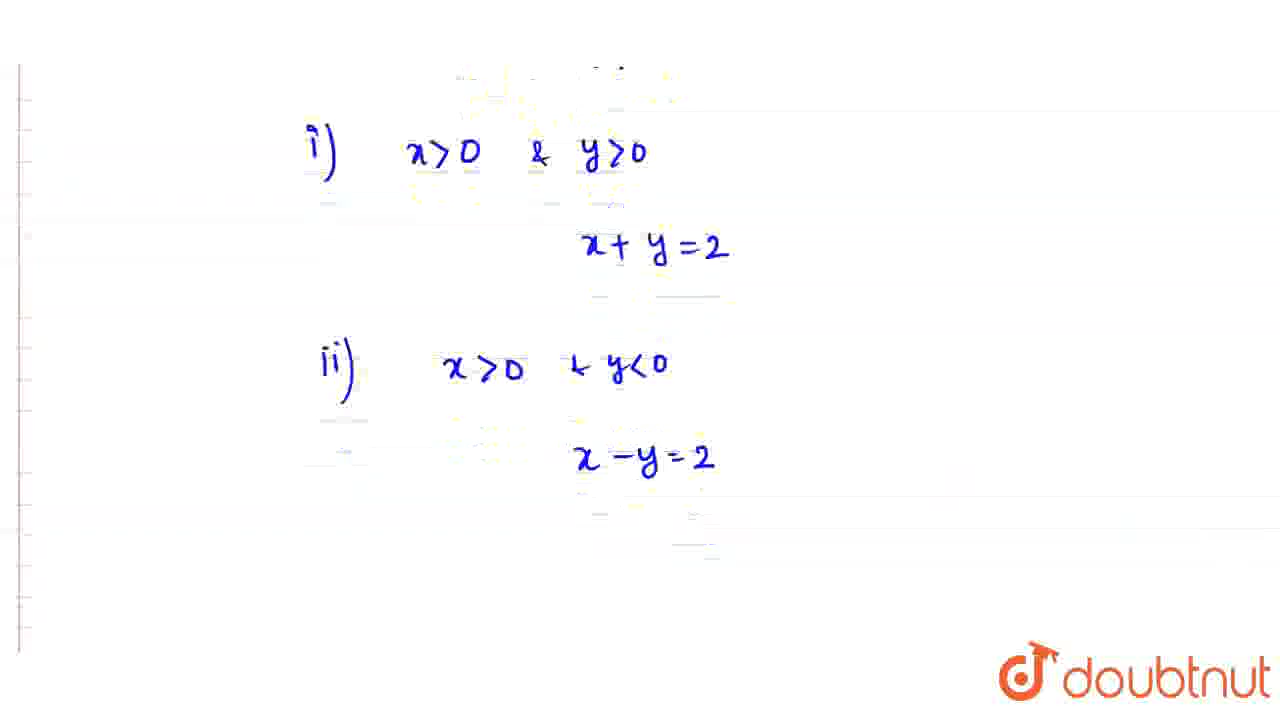 i) x>0 & y>0
x+y=2
ii) x>0 & y<0
x-y=2
doubtnut